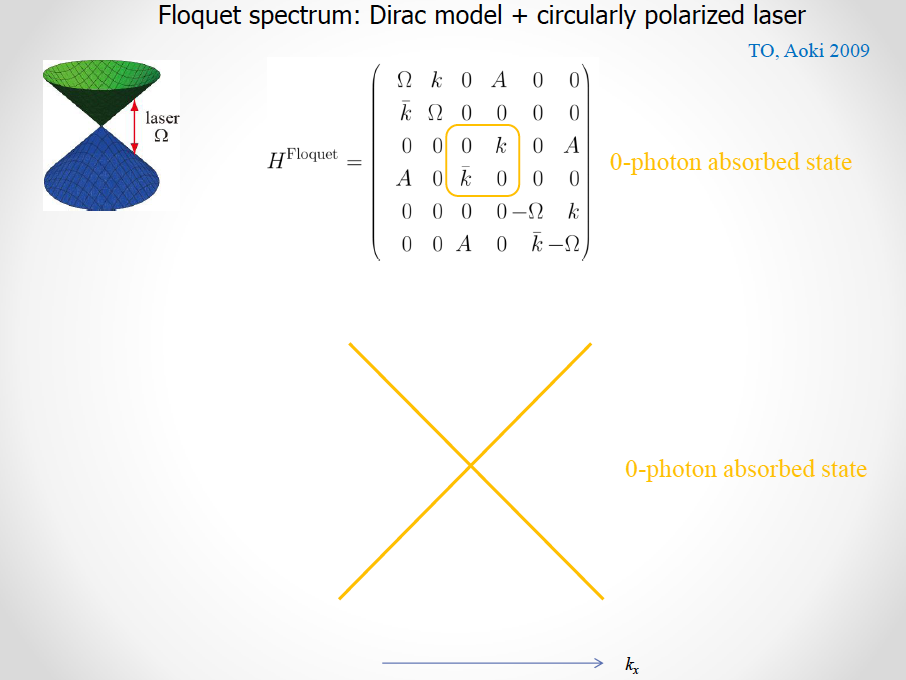 Floquet spectrum: Dirac model + circularly polarized laser
TO, Aoki 2009
laser
Ω
H^Floquet =
Ω k 0 A 0 0
k̄ Ω 0 0 0 0
0 0 0 k 0 A
A 0 k̄ 0 0 0
0 0 0 0 −Ω k
0 0 A 0 k̄ −Ω
0-photon absorbed state
0-photon absorbed state
kₓ